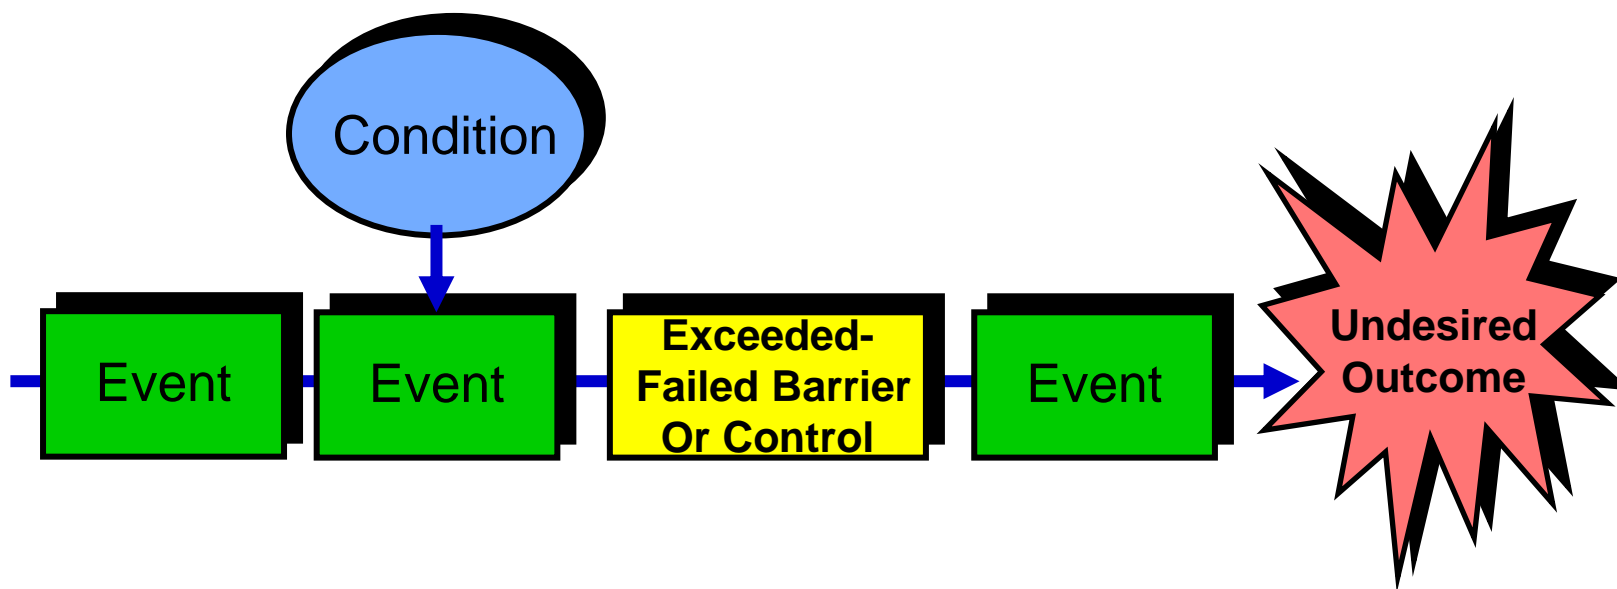 Condition
Event
Event
Exceeded-
Failed Barrier
Or Control
Event
Undesired
Outcome